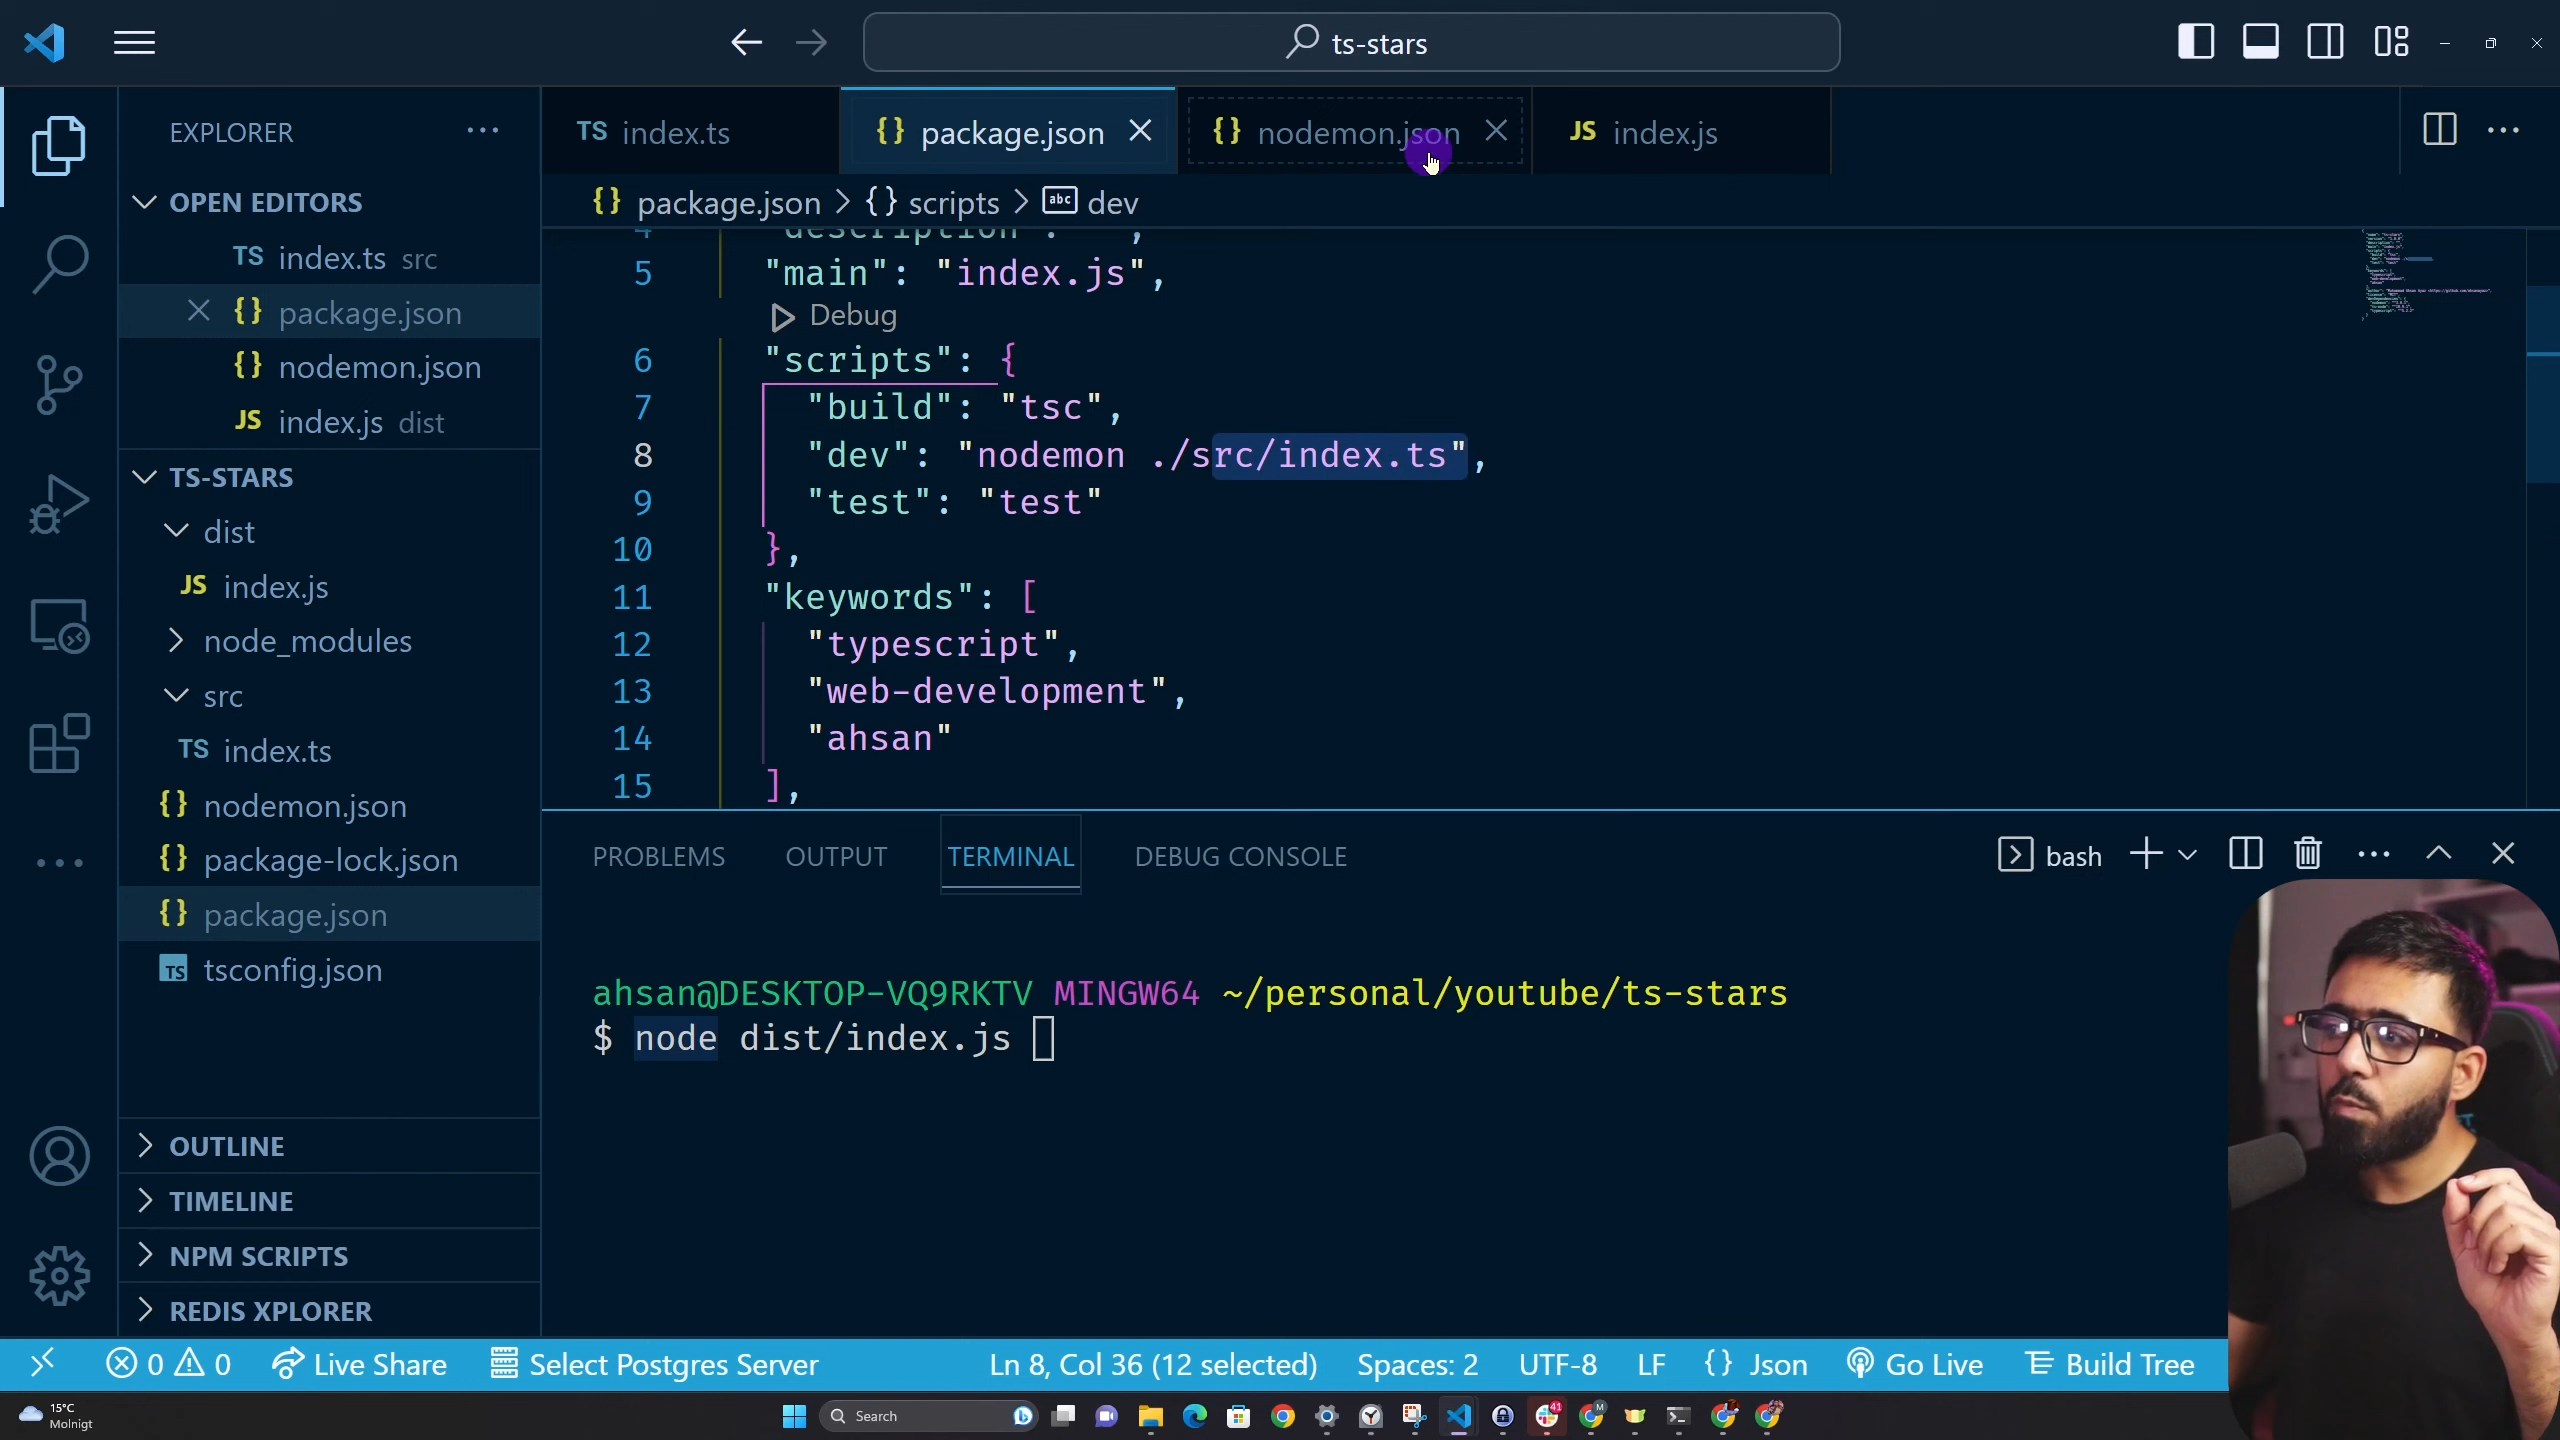 ts-stars
EXPLORER
OPEN EDITORS
TS index.ts src
{} package.json
{} nodemon.json
JS index.js dist
TS-STARS
dist
JS index.js
node_modules
src
TS index.ts
{} nodemon.json
{} package-lock.json
{} package.json
TS tsconfig.json
OUTLINE
TIMELINE
NPM SCRIPTS
REDIS XPLORER
TS index.ts
{} package.json
{} nodemon.json
JS index.js
{} package.json > {} scripts > abc dev
4 "description": "",
5 "main": "index.js",
Debug
6 "scripts": {
7 "build": "tsc",
8 "dev": "nodemon ./src/index.ts",
9 "test": "test"
10 },
11 "keywords": [
12 "typescript",
13 "web-development",
14 "ahsan"
15 ],
PROBLEMS OUTPUT TERMINAL DEBUG CONSOLE
bash
ahsan@DESKTOP-VQ9RKTV MINGW64 ~/personal/youtube/ts-stars
$ node dist/index.js
0 0 Live Share Select Postgres Server Ln 8, Col 36 (12 selected) Spaces: 2 UTF-8 LF {} Json Go Live Build Tree
15°C
Molnigt
Search
41
M